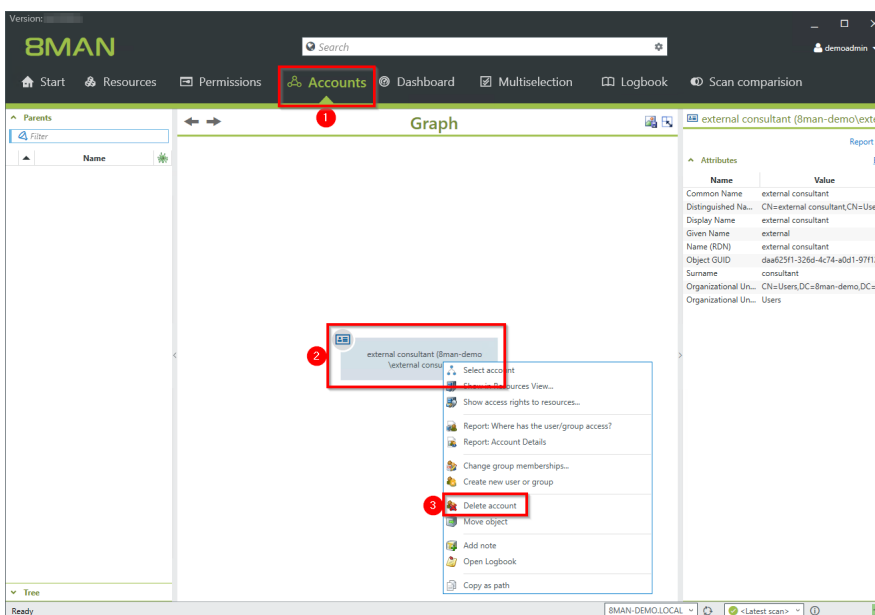 Version:
8MAN
Search
demoadmin
Start
Resources
Permissions
Accounts
Dashboard
Multiselection
Logbook
Scan comparision
1
Parents
Filter
Name
Graph
external consultant (8man-demo\exte
Report
Attributes
Name Value
Common Name external consultant
Distinguished Na... CN=external consultant,CN=Use
Display Name external consultant
Given Name external
Name (RDN) external consultant
Object GUID daa625f1-326d-4c74-a0d1-97f1
Surname consultant
Organizational Un... CN=Users,DC=8man-demo,DC=
Organizational Un... Users
2
external consultant (8man-demo
\external consu
Select account
Show in Resources View...
Show access rights to resources...
Report: Where has the user/group access?
Report: Account Details
Change group memberships...
Create new user or group
3
Delete account
Move object
Add note
Open Logbook
Copy as path
Tree
Ready
8MAN-DEMO.LOCAL
<Latest scan>